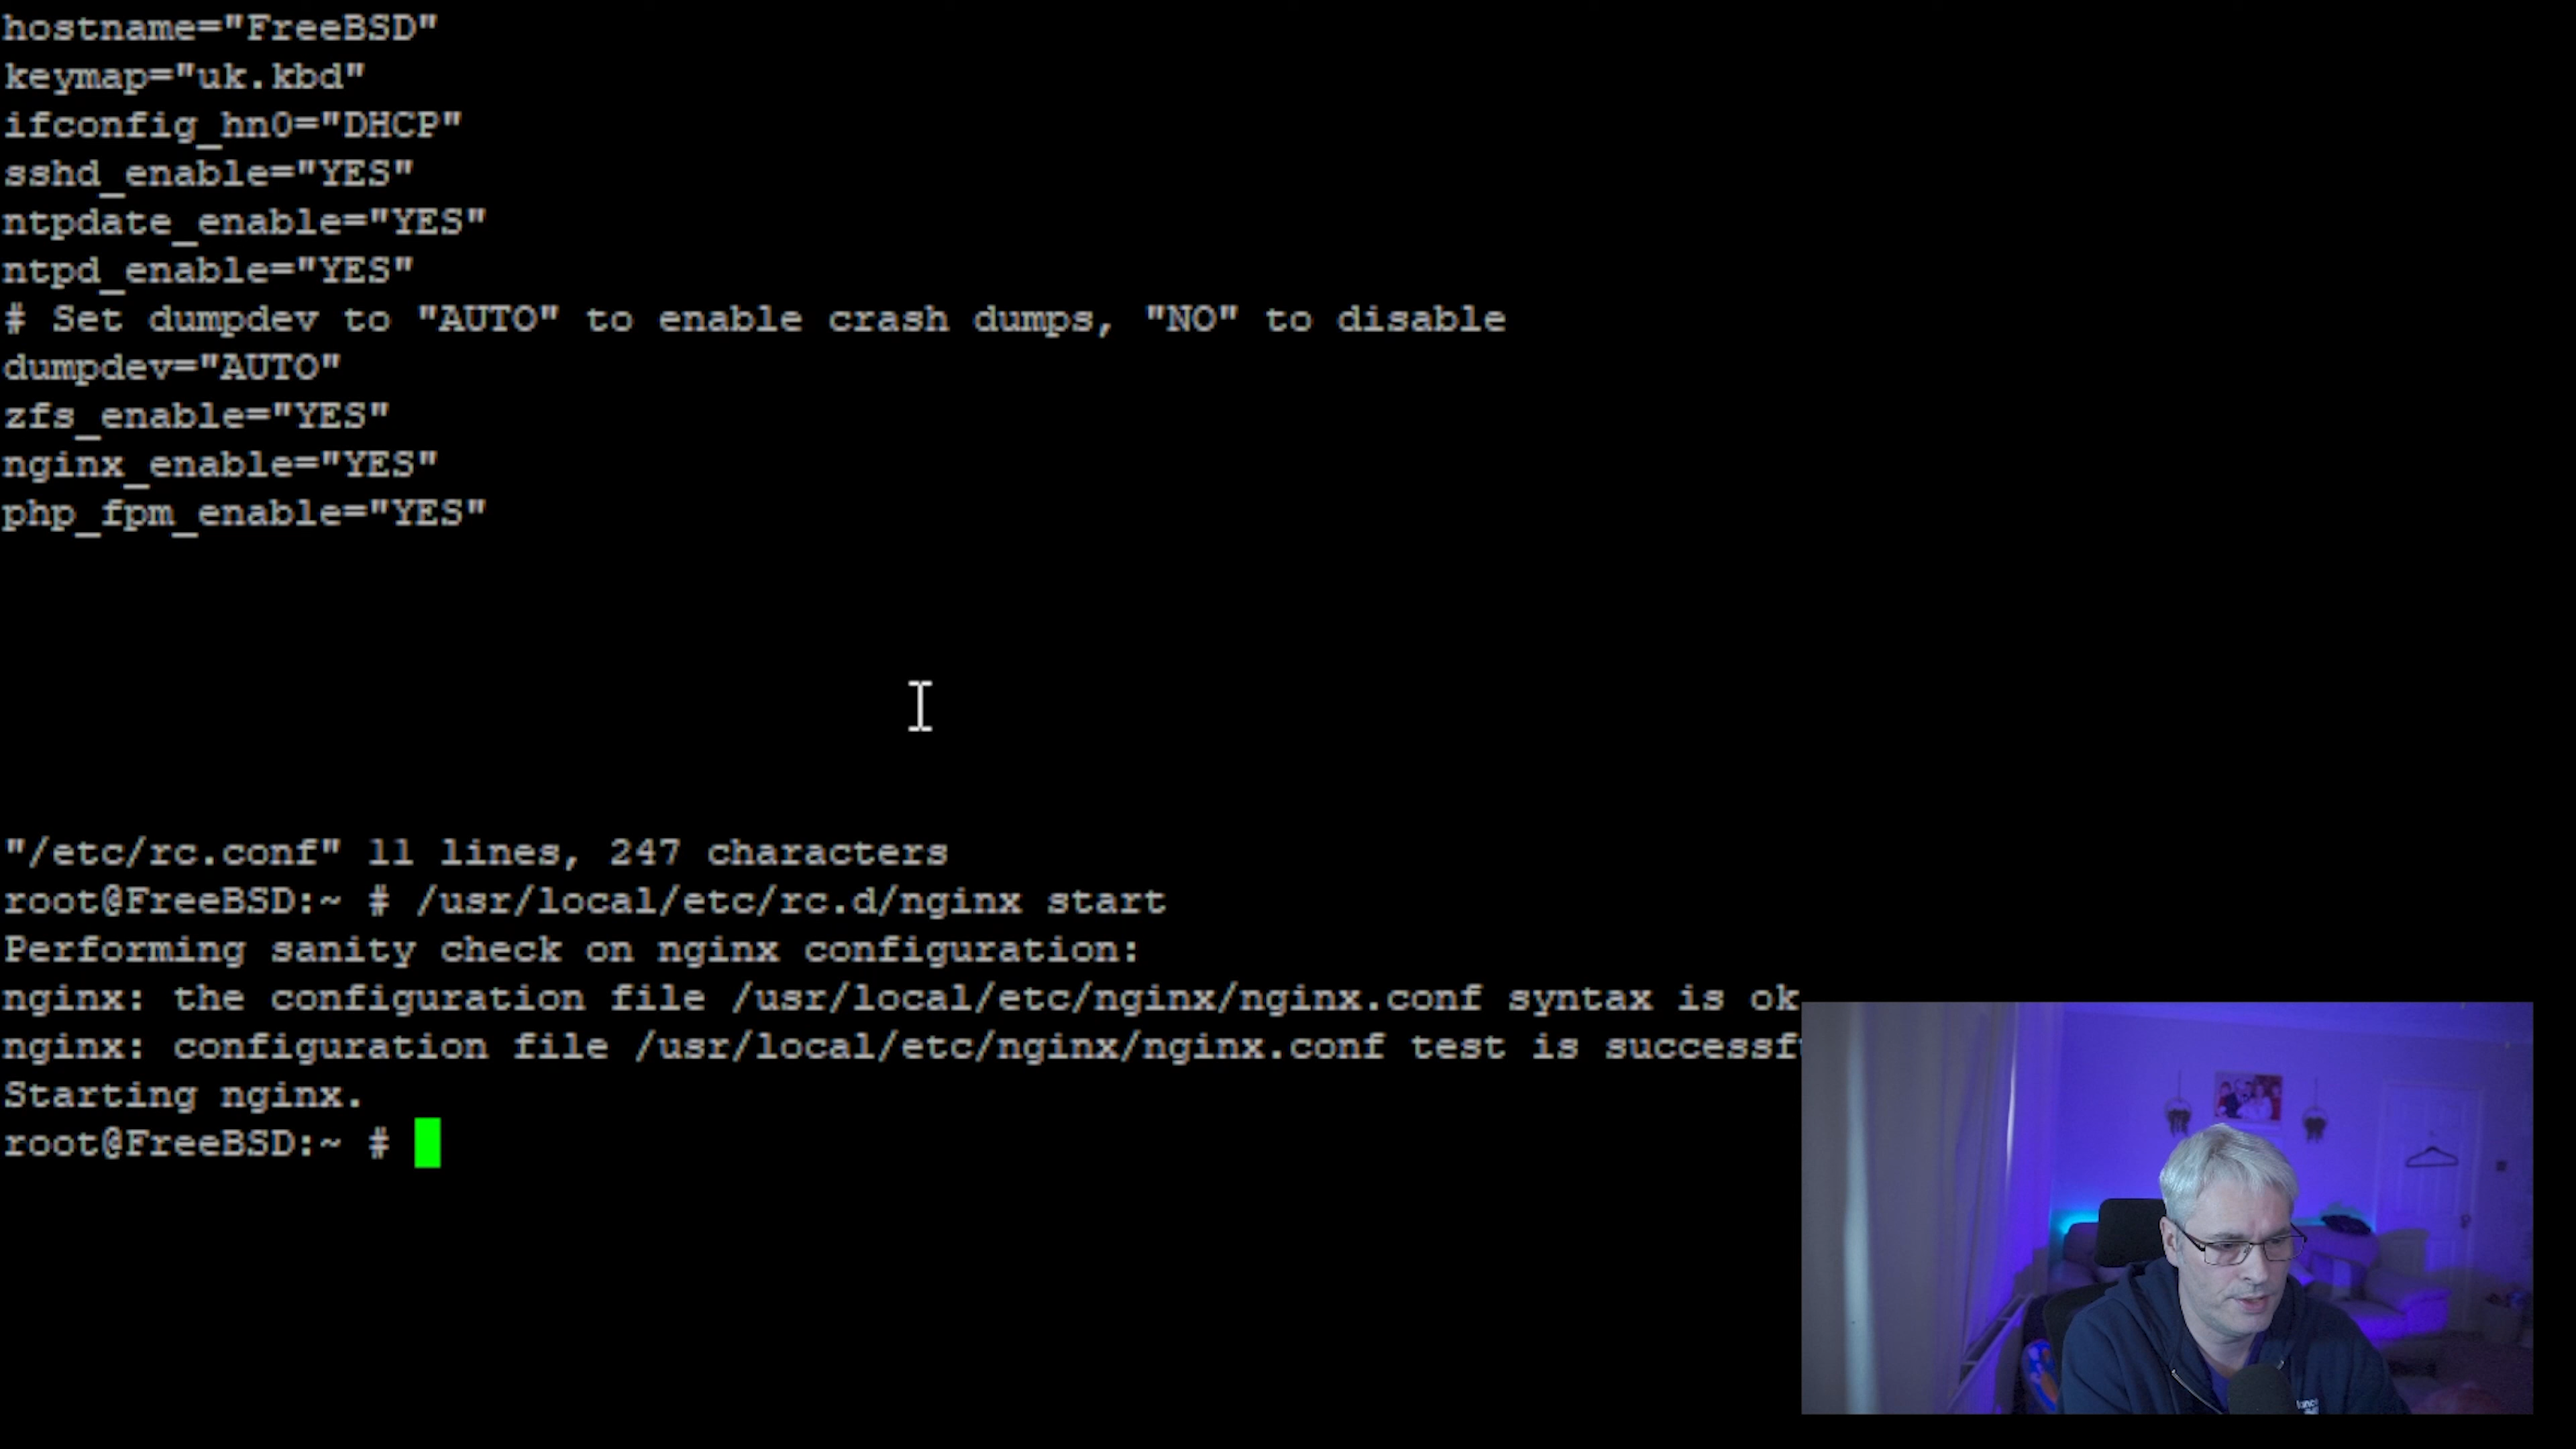 hostname="FreeBSD"
keymap="uk.kbd"
ifconfig_hn0="DHCP"
sshd_enable="YES"
ntpdate_enable="YES"
ntpd_enable="YES"
# Set dumpdev to "AUTO" to enable crash dumps, "NO" to disable
dumpdev="AUTO"
zfs_enable="YES"
nginx_enable="YES"
php_fpm_enable="YES"
"/etc/rc.conf" 11 lines, 247 characters
root@FreeBSD:~ # /usr/local/etc/rc.d/nginx start
Performing sanity check on nginx configuration:
nginx: the configuration file /usr/local/etc/nginx/nginx.conf syntax is ok
nginx: configuration file /usr/local/etc/nginx/nginx.conf test is
Starting nginx.
root@FreeBSD:~ #